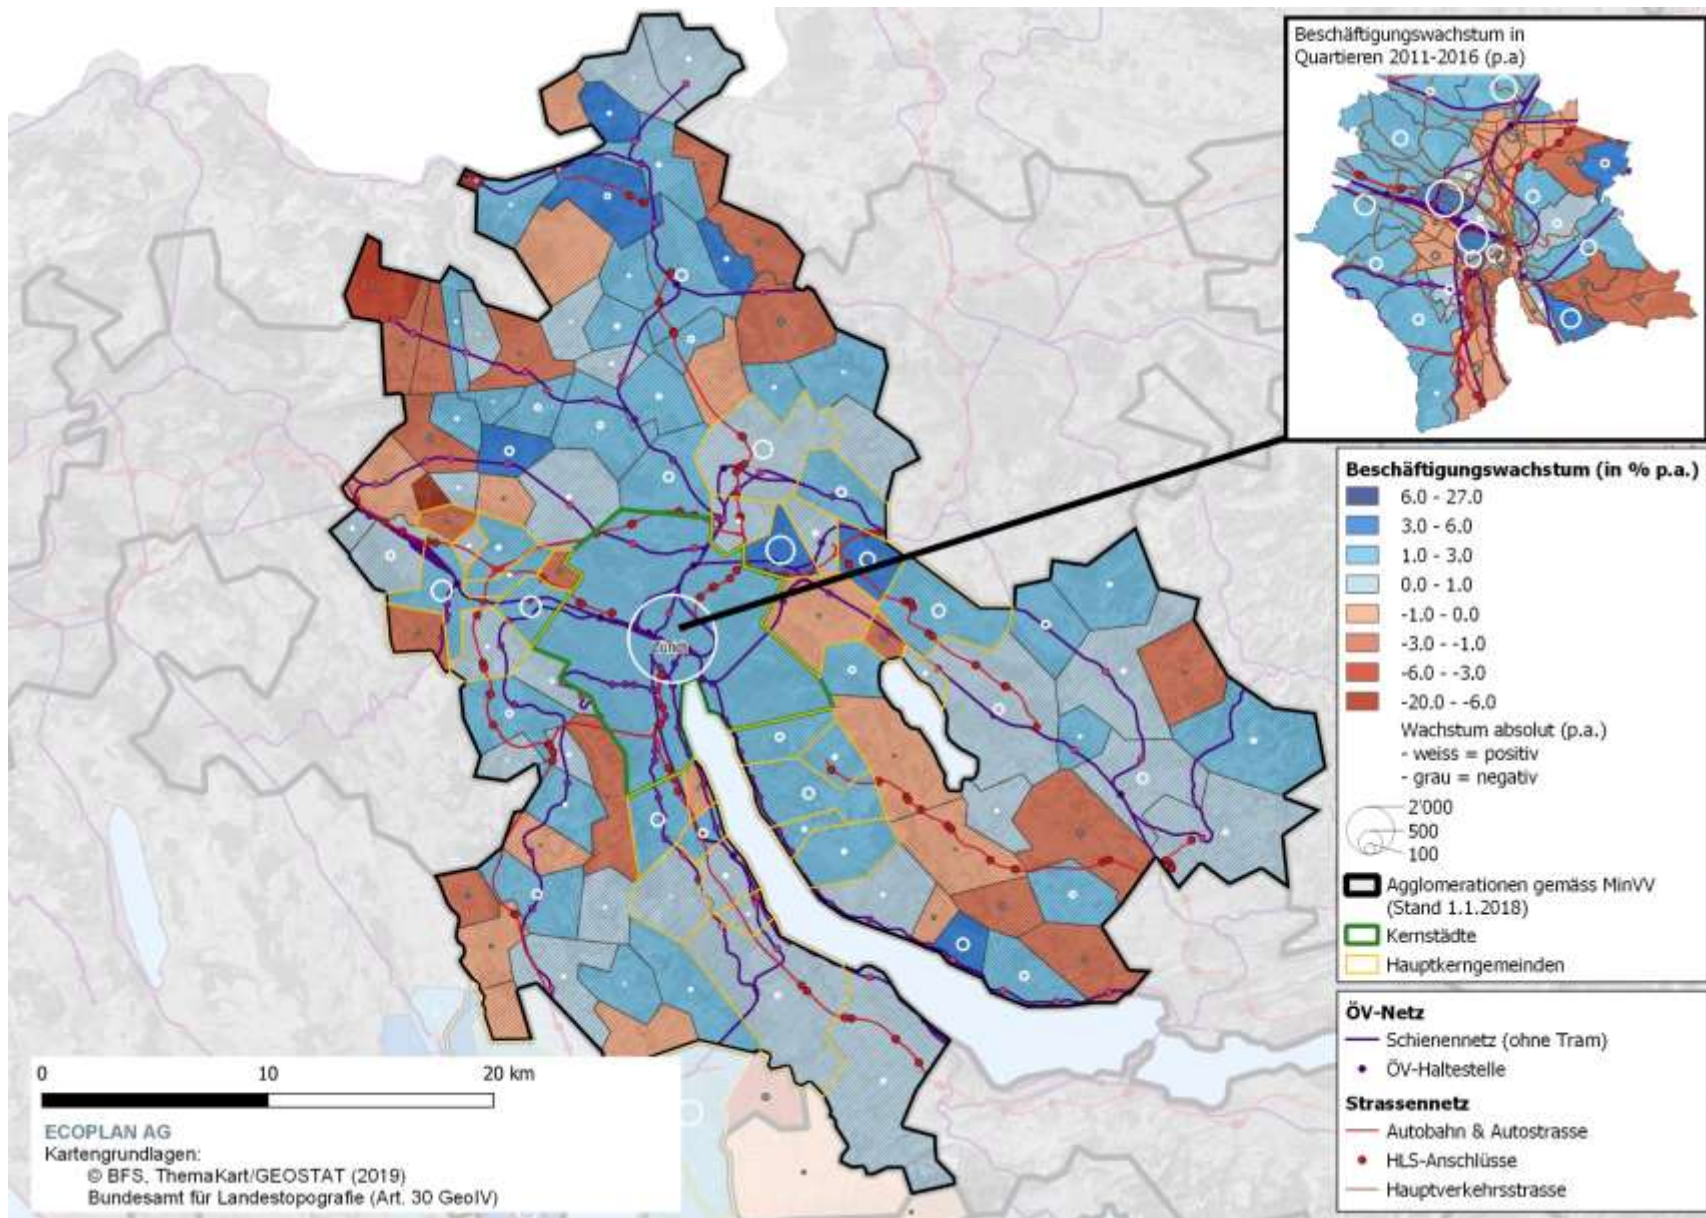 Beschäftigungswachstum in
Quartieren 2011-2016 (p.a)
Beschäftigungswachstum (in % p.a.)
6.0 - 27.0
3.0 - 6.0
1.0 - 3.0
0.0 - 1.0
-1.0 - 0.0
-3.0 - -1.0
-6.0 - -3.0
-20.0 - -6.0
Wachstum absolut (p.a.)
- weiss = positiv
- grau = negativ
2'000
500
100
Agglomerationen gemäss MinVV
(Stand 1.1.2018)
Kernstädte
Hauptkerngemeinden
ÖV-Netz
Schienennetz (ohne Tram)
ÖV-Haltestelle
Strassennetz
Autobahn & Autostrasse
HLS-Anschlüsse
Hauptverkehrsstrasse
Zürich
0 10 20 km
ECOPLAN AG
Kartengrundlagen:
© BFS, ThemaKart/GEOSTAT (2019)
Bundesamt für Landestopografie (Art. 30 GeoIV)